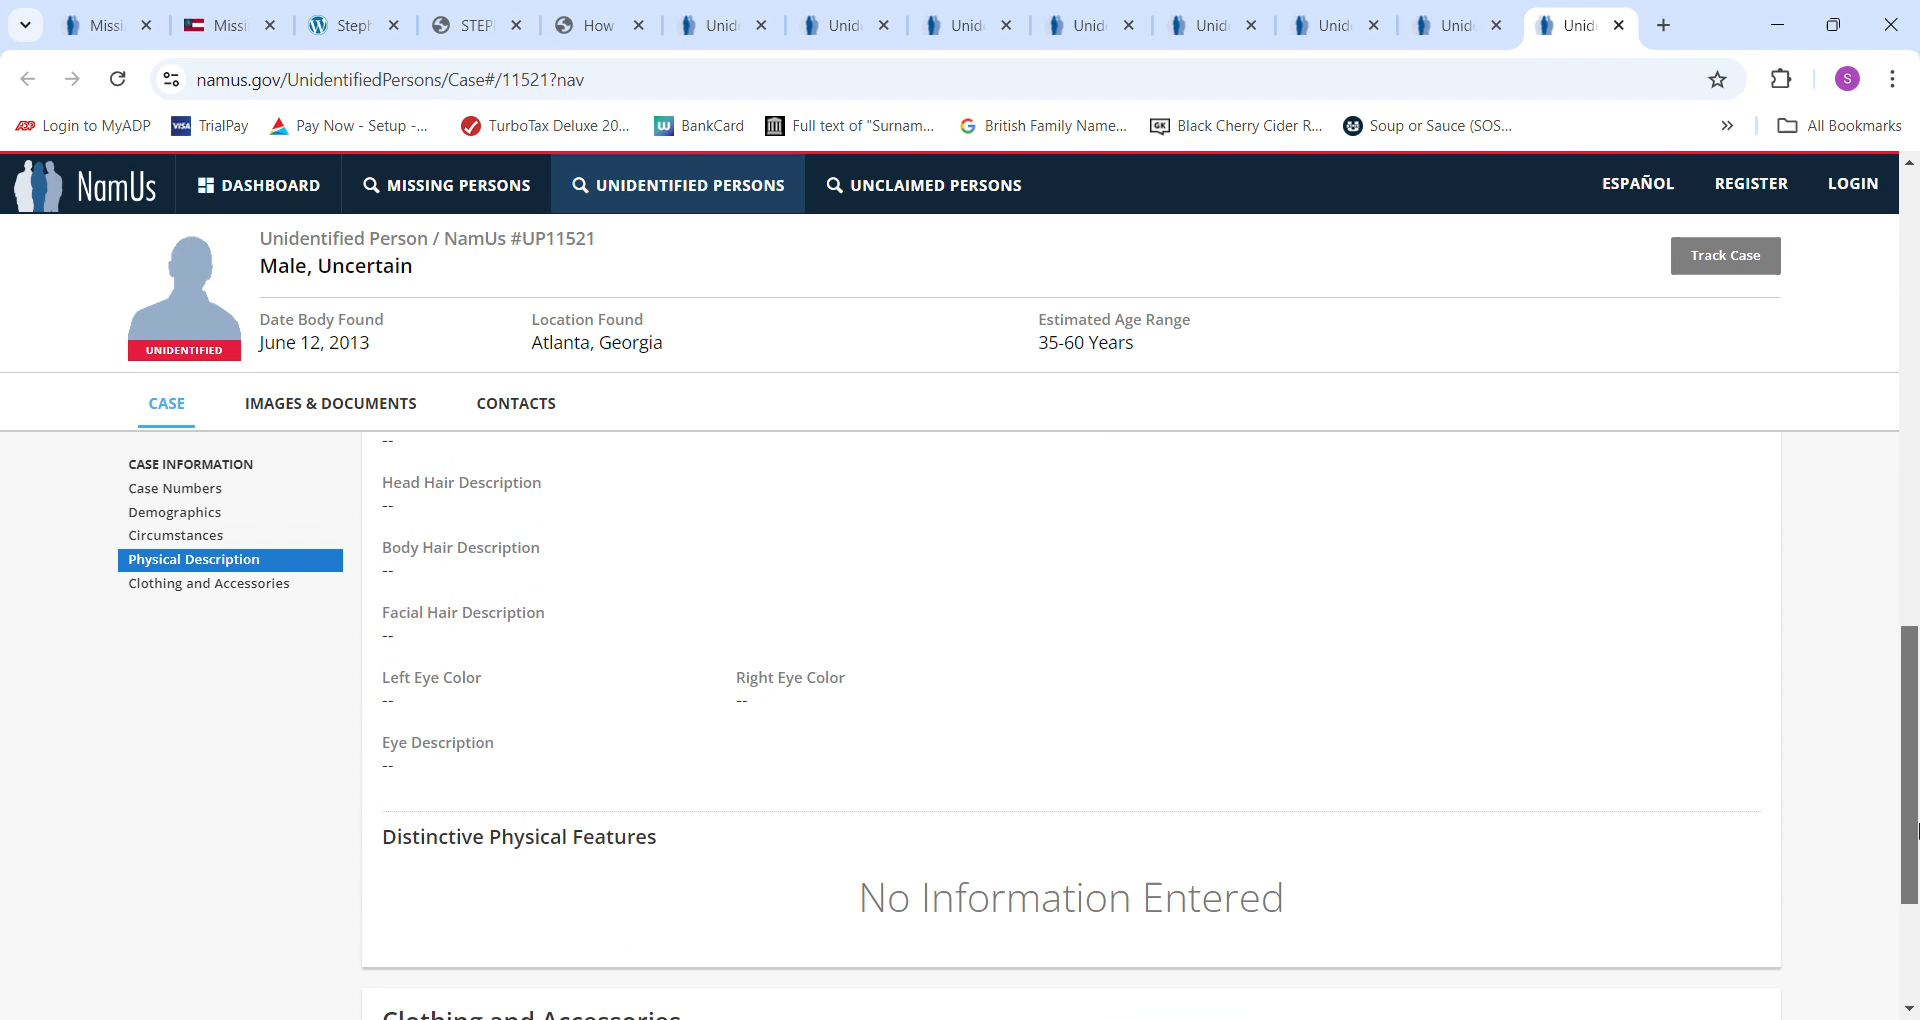 Missi
Missi
Steph
STEP
How
Unid
Unid
Unid
Unid
Unid
Unid
Unid
Unid
namus.gov/UnidentifiedPersons/Case#/11521?nav
S
ADP Login to MyADP
VISA TrialPay
Pay Now - Setup -...
TurboTax Deluxe 20...
W BankCard
Full text of "Surnam...
G British Family Name...
GK Black Cherry Cider R...
Soup or Sauce (SOS...
»
All Bookmarks
NamUs
DASHBOARD
MISSING PERSONS
UNIDENTIFIED PERSONS
UNCLAIMED PERSONS
ESPAÑOL
REGISTER
LOGIN
Unidentified Person / NamUs #UP11521
Male, Uncertain
Track Case
UNIDENTIFIED
Date Body Found
June 12, 2013
Location Found
Atlanta, Georgia
Estimated Age Range
35-60 Years
CASE
IMAGES & DOCUMENTS
CONTACTS
CASE INFORMATION
Case Numbers
Demographics
Circumstances
Physical Description
Clothing and Accessories
--
Head Hair Description
--
Body Hair Description
--
Facial Hair Description
--
Left Eye Color
--
Right Eye Color
--
Eye Description
--
Distinctive Physical Features
No Information Entered
Clothing and Accessories